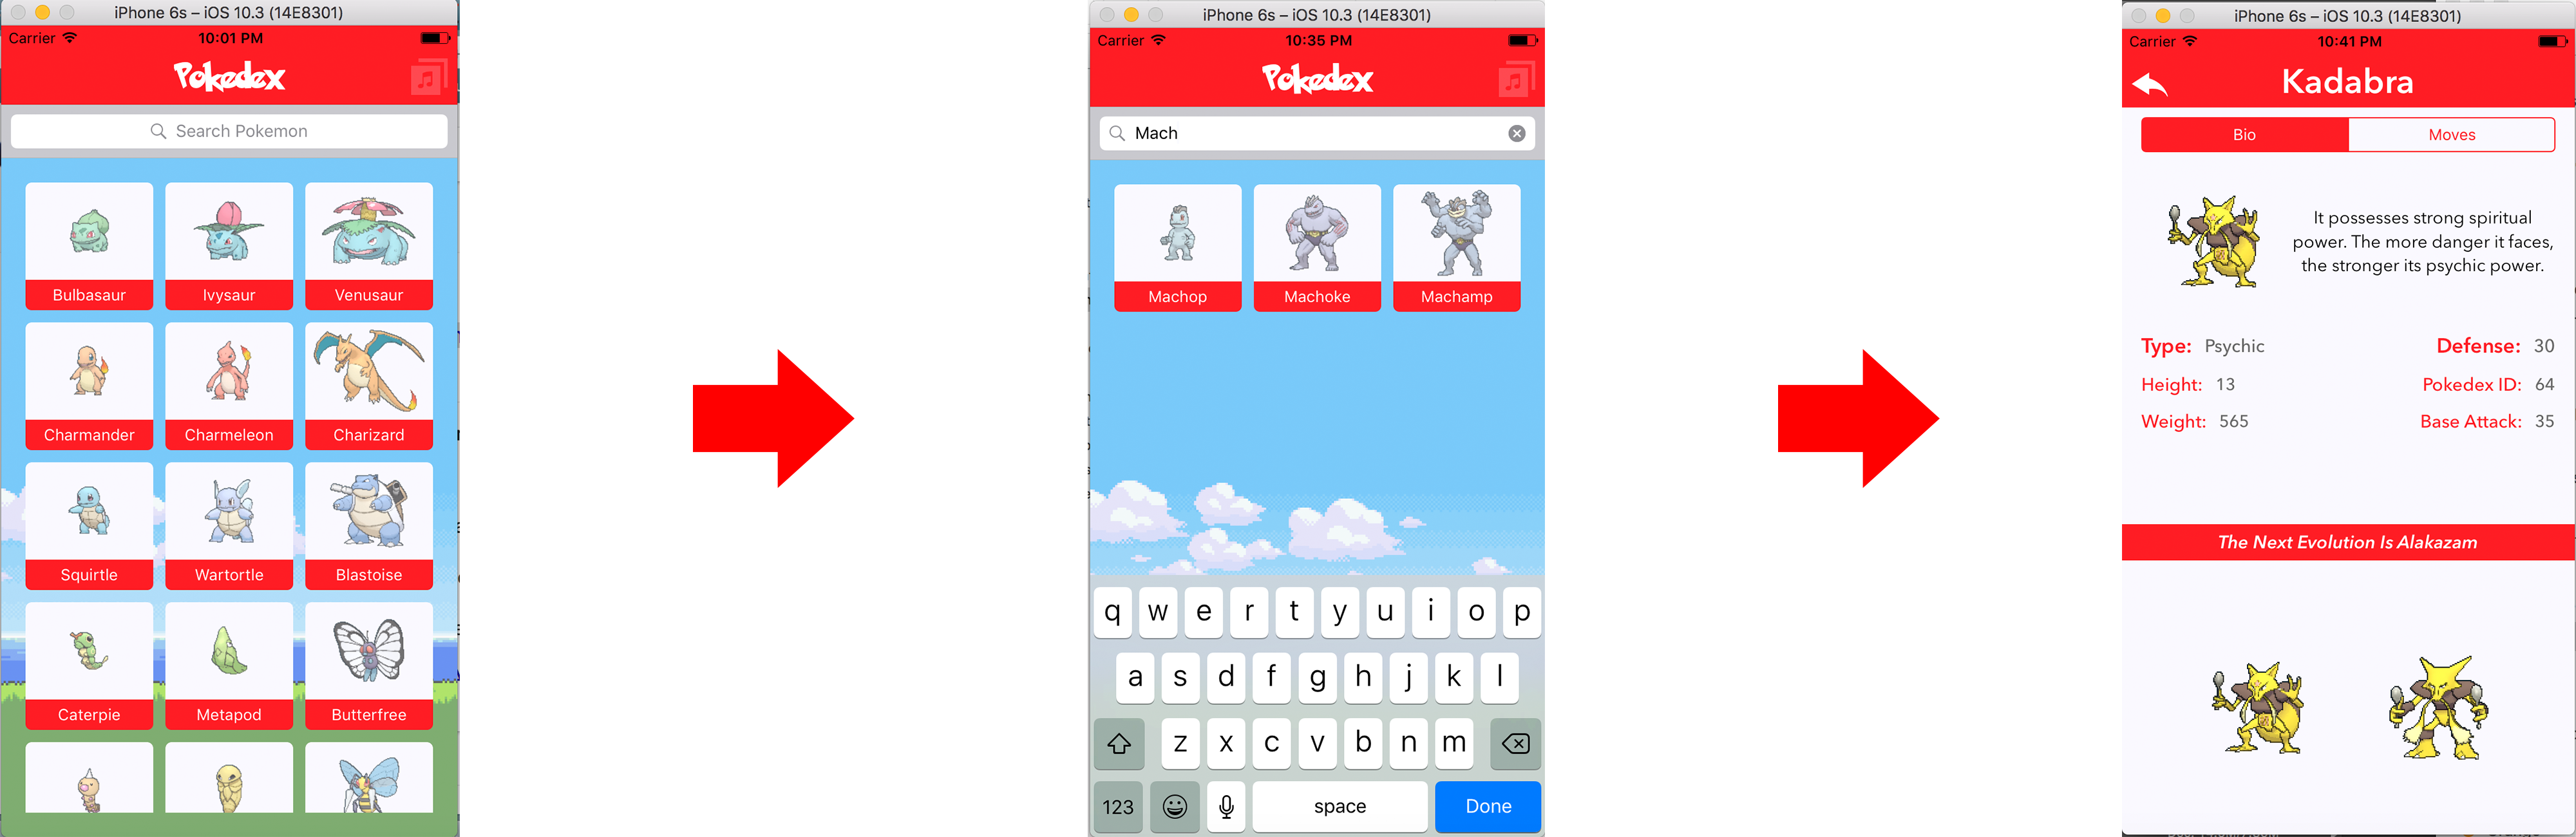 iPhone 6s – iOS 10.3 (14E8301)
Carrier 10:01 PM
Pokedex
Search Pokemon
Bulbasaur Ivysaur Venusaur
Charmander Charmeleon Charizard
Squirtle Wartortle Blastoise
Caterpie Metapod Butterfree
iPhone 6s – iOS 10.3 (14E8301)
Carrier 10:35 PM
Pokedex
Mach
Machop Machoke Machamp
q w e r t y u i o p
a s d f g h j k l
z x c v b n m
123 space Done
iPhone 6s – iOS 10.3 (14E8301)
Carrier 10:41 PM
Kadabra
Bio Moves
It possesses strong spiritual
power. The more danger it faces,
the stronger its psychic power.
Type: Psychic Defense: 30
Height: 13 Pokedex ID: 64
Weight: 565 Base Attack: 35
The Next Evolution Is Alakazam